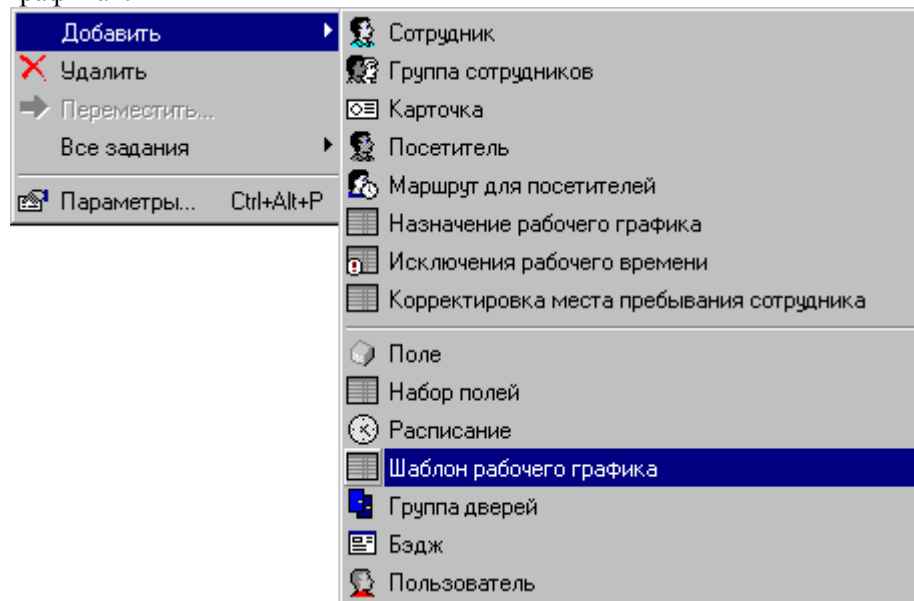 Добавить
Удалить
Переместить...
Все задания
Параметры... Ctrl+Alt+P
Сотрудник
Группа сотрудников
Карточка
Посетитель
Маршрут для посетителей
Назначение рабочего графика
Исключения рабочего времени
Корректировка места пребывания сотрудника
Поле
Набор полей
Расписание
Шаблон рабочего графика
Группа дверей
Бэдж
Пользователь